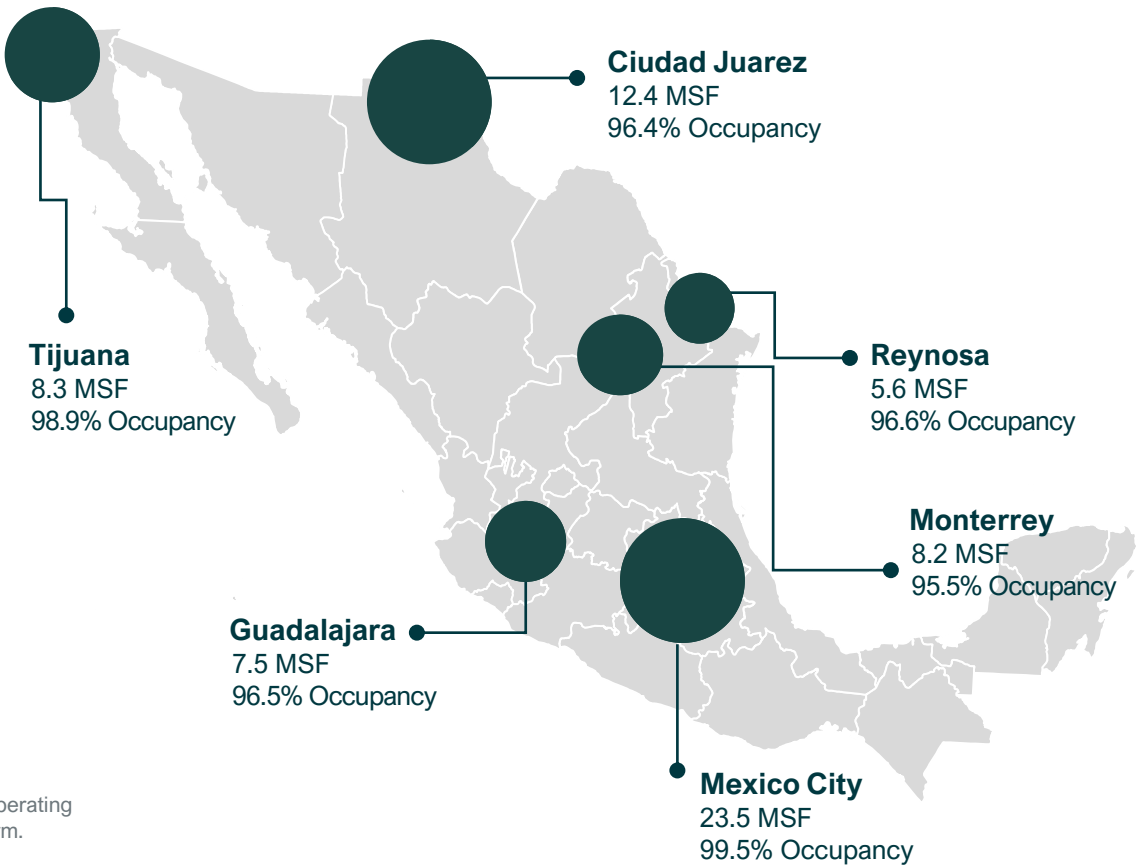 Ciudad Juarez
12.4 MSF
96.4% Occupancy
Tijuana
8.3 MSF
98.9% Occupancy
Reynosa
5.6 MSF
96.6% Occupancy
Monterrey
8.2 MSF
95.5% Occupancy
Guadalajara
7.5 MSF
96.5% Occupancy
Mexico City
23.5 MSF
99.5% Occupancy
perating
rm.